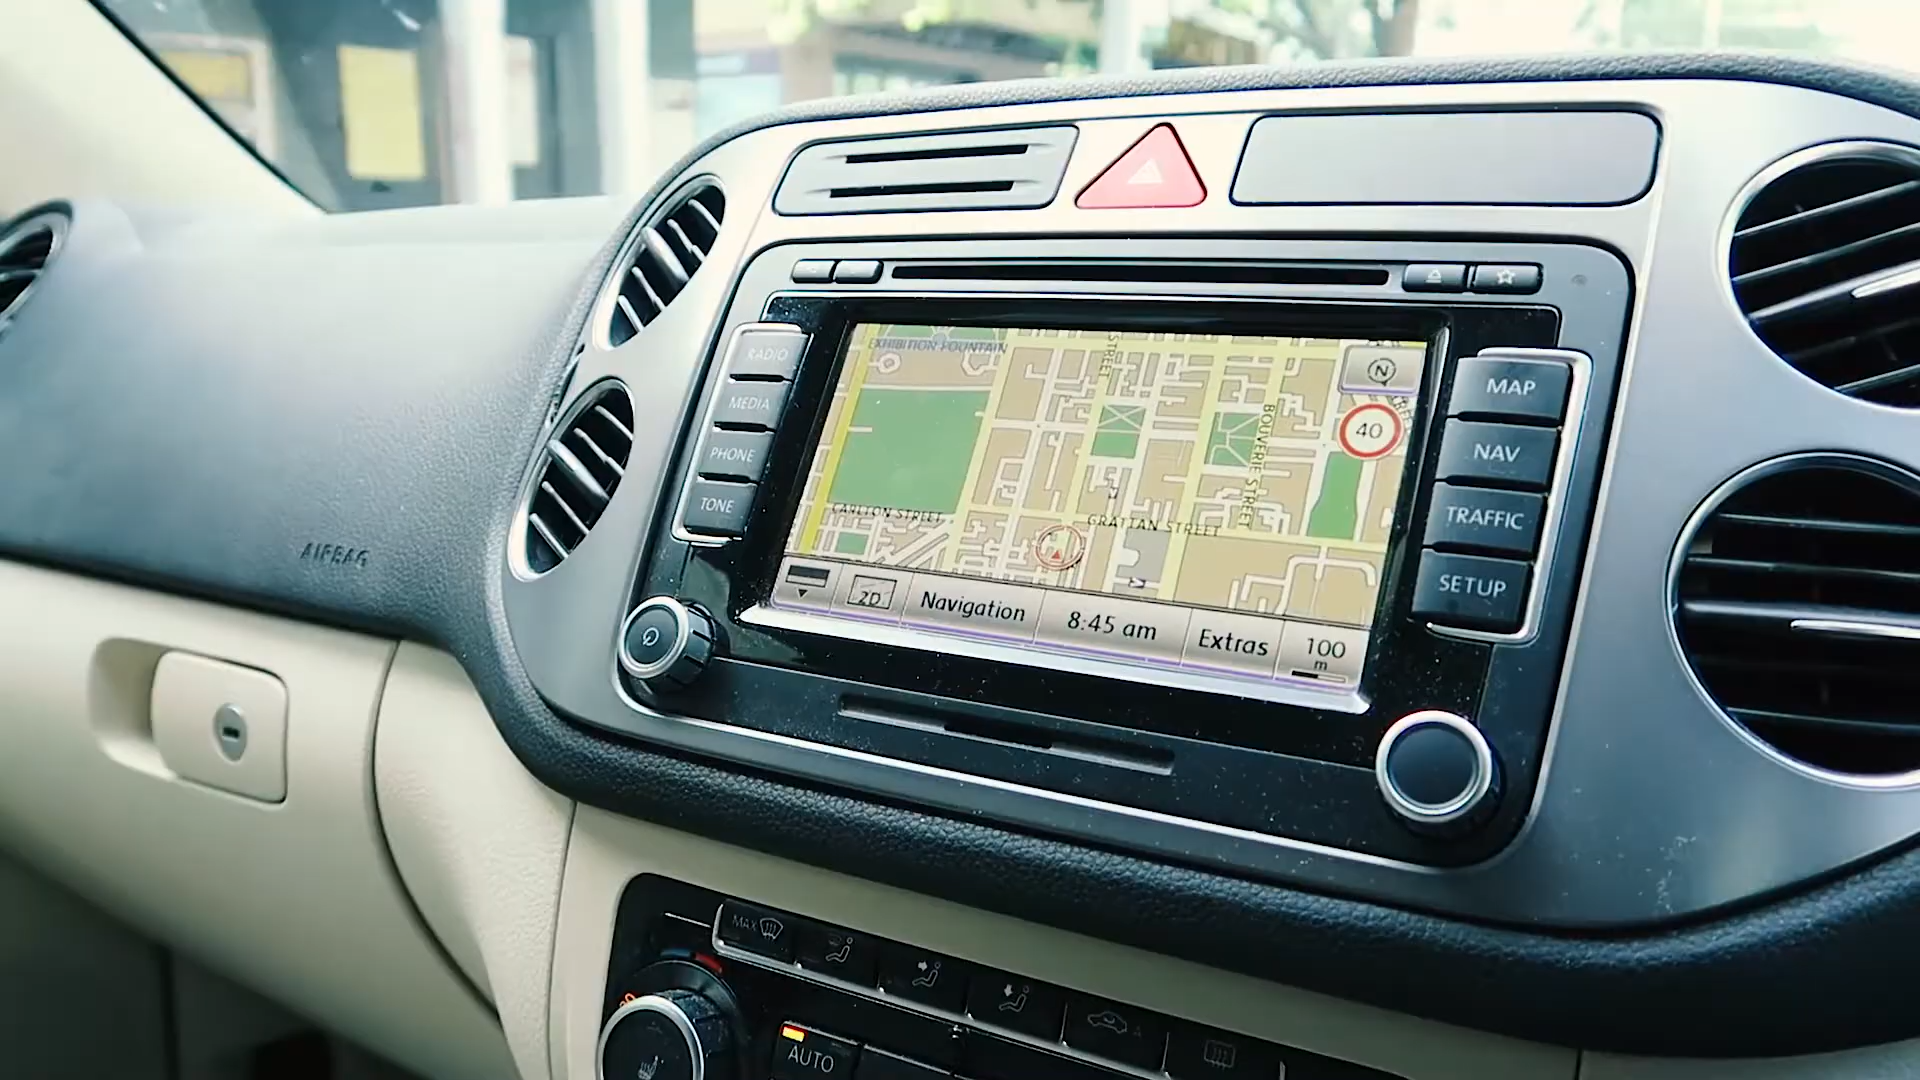 RADIO
MEDIA
PHONE
TONE
EXHIBITION FOUNTAIN
STREET
BOUVERIE STREET
N
40
CARLTON STREET
GRATTAN STREET
2D
Navigation
8:45 am
Extras
100
m
MAP
NAV
TRAFFIC
SETUP
AIRBAG
MAX
AUTO